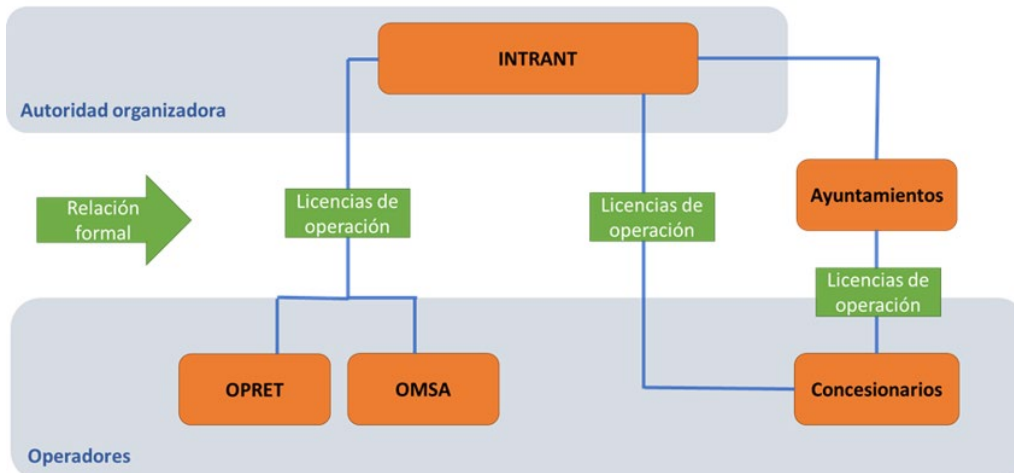 INTRANT
Autoridad organizadora
Relación
formal
Licencias de
operación
Licencias de
operación
Ayuntamientos
Licencias de
operación
OPRET
OMSA
Concesionarios
Operadores